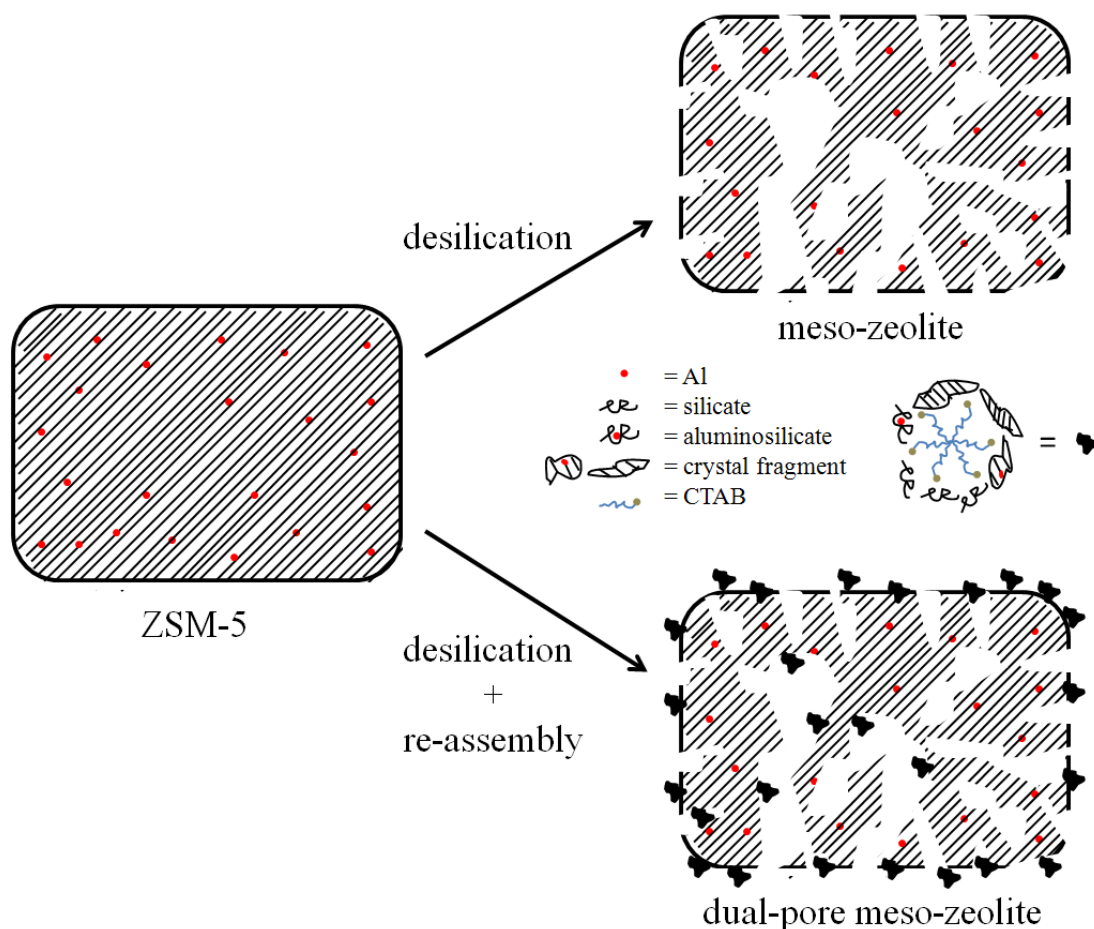 desilication
meso-zeolite
= Al
= silicate
= aluminosilicate
= crystal fragment
= CTAB
=
ZSM-5
desilication
+
re-assembly
dual-pore meso-zeolite